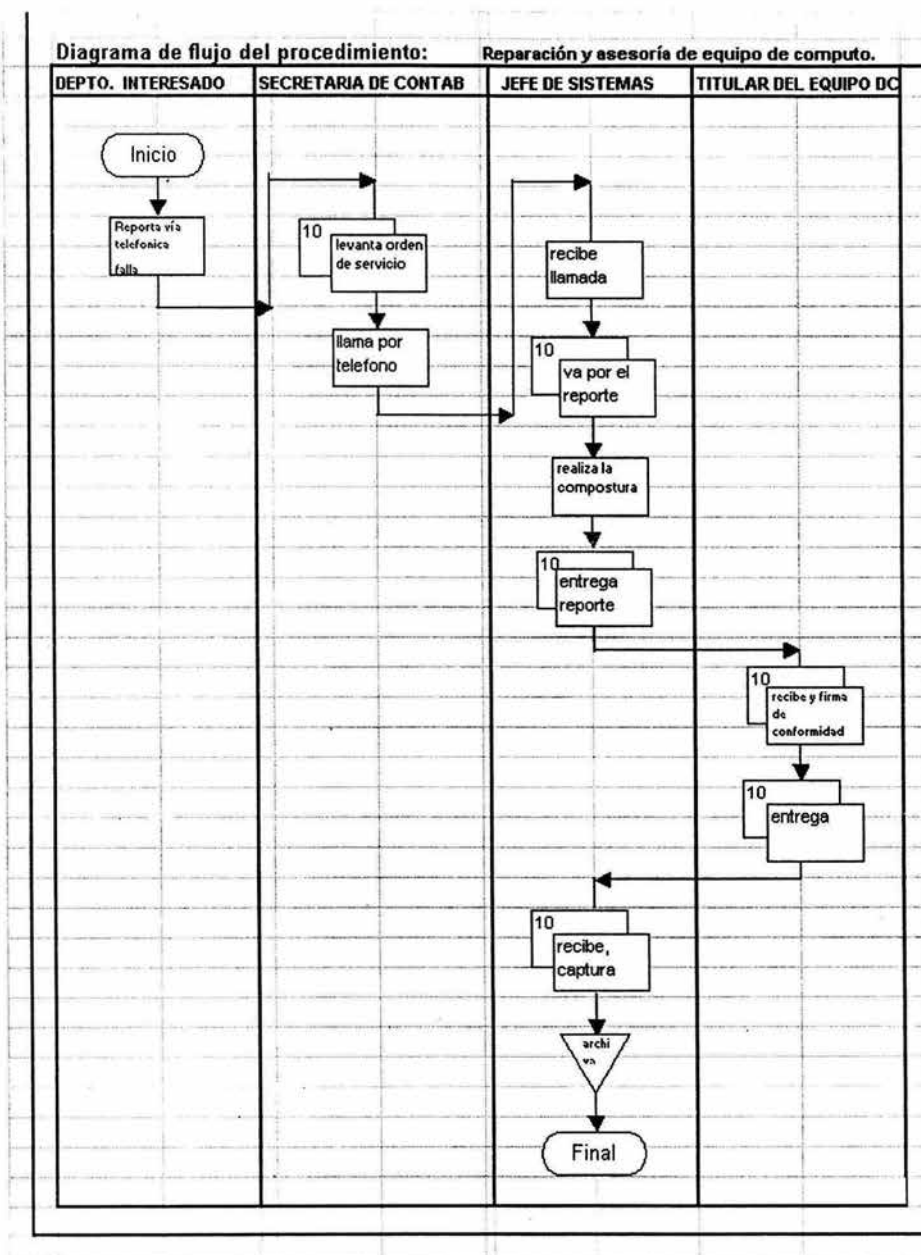 Diagrama de flujo del procedimiento: Reparación y asesoría de equipo de computo.
DEPTO. INTERESADO SECRETARIA DE CONTAB JEFE DE SISTEMAS TITULAR DEL EQUIPO DC
Inicio
Reporta vía
telefonica
falla
10
levanta orden
de servicio
llama por
telefono
recibe
llamada
10
va por el
reporte
realiza la
compostura
10
entrega
reporte
10
recibe y firma
de
conformidad
10
entrega
10
recibe,
captura
archi
va
Final